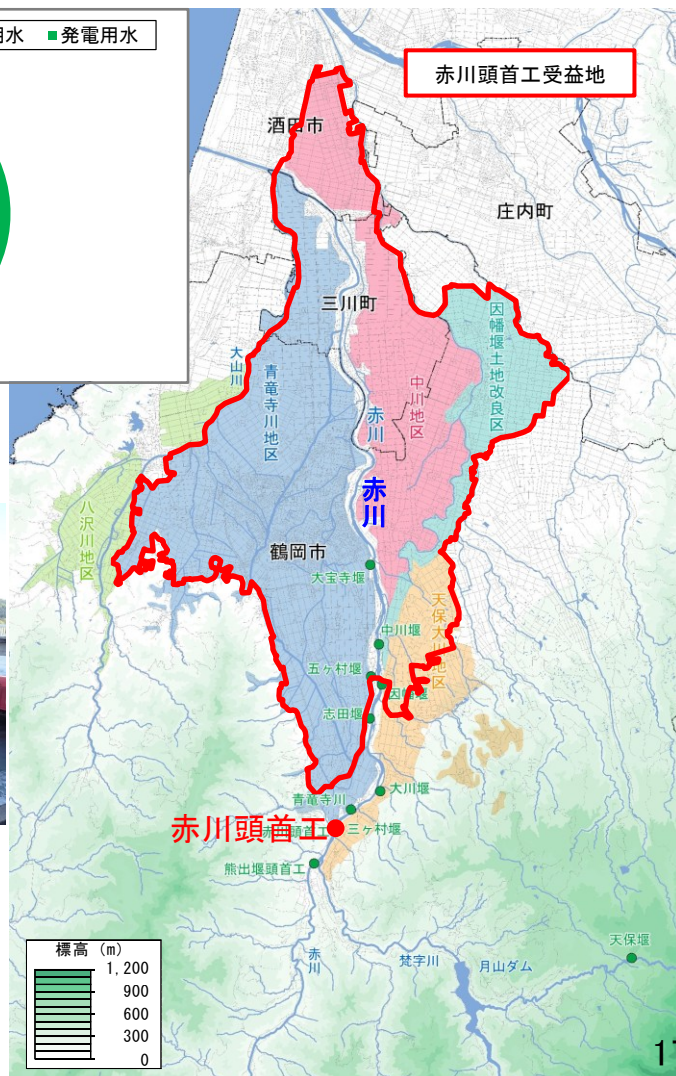 用水 ■発電用水
赤川頭首工受益地
酒田市
庄内町
三川町
因幡堰土地改良区
大山川
青竜寺川地区
中川地区
赤川
赤川
八沢川地区
鶴岡市
大宝寺堰
天保大川地区
中川堰
五ヶ村堰
因幡堰
志田堰
大川堰
青竜寺川
赤川頭首工
赤川頭首工
三ヶ村堰
熊出堰頭首工
天保堰
標高 (m)
1,200
900
600
300
0
赤川
梵字川
月山ダム